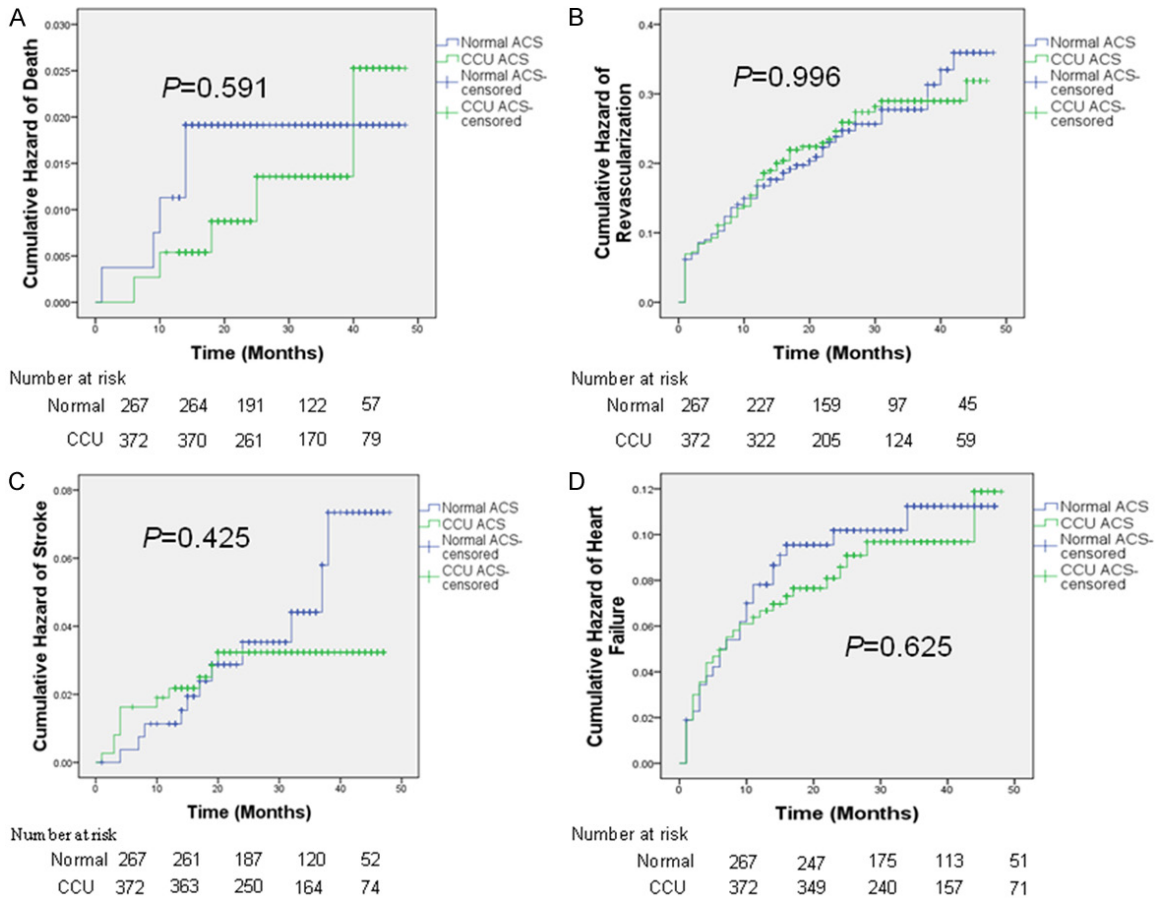 A
Cumulative Hazard of Death
0.030
0.025
0.020
0.015
0.010
0.005
0.000
P=0.591
Normal ACS
CCU ACS
Normal ACS-
censored
CCU ACS-
censored
0 10 20 30 40 50
Time (Months)
Number at risk
Normal 267 264 191 122 57
CCU 372 370 261 170 79
B
Cumulative Hazard of
Revascularization
0.4
0.3
0.2
0.1
0.0
P=0.996
Normal ACS
CCU ACS
Normal ACS-
censored
CCU ACS-
censored
0 10 20 30 40 50
Time (Months)
Number at risk
Normal 267 227 159 97 45
CCU 372 322 205 124 59
C
Cumulative Hazard of Stroke
0.08
0.06
0.04
0.02
0.00
P=0.425
Normal ACS
CCU ACS
Normal ACS-
censored
CCU ACS-
censored
0 10 20 30 40 50
Time (Months)
Number at risk
Normal 267 261 187 120 52
CCU 372 363 250 164 74
D
Cumulative Hazard of Heart
Failure
0.12
0.10
0.08
0.06
0.04
0.02
0.00
P=0.625
Normal ACS
CCU ACS
Normal ACS-
censored
CCU ACS-
censored
0 10 20 30 40 50
Time (Months)
Number at risk
Normal 267 247 175 113 51
CCU 372 349 240 157 71